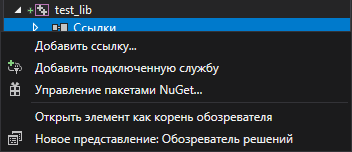 test_lib
Ссылки
Добавить ссылку...
Добавить подключенную службу
Управление пакетами NuGet...
Открыть элемент как корень обозревателя
Новое представление: Обозреватель решений